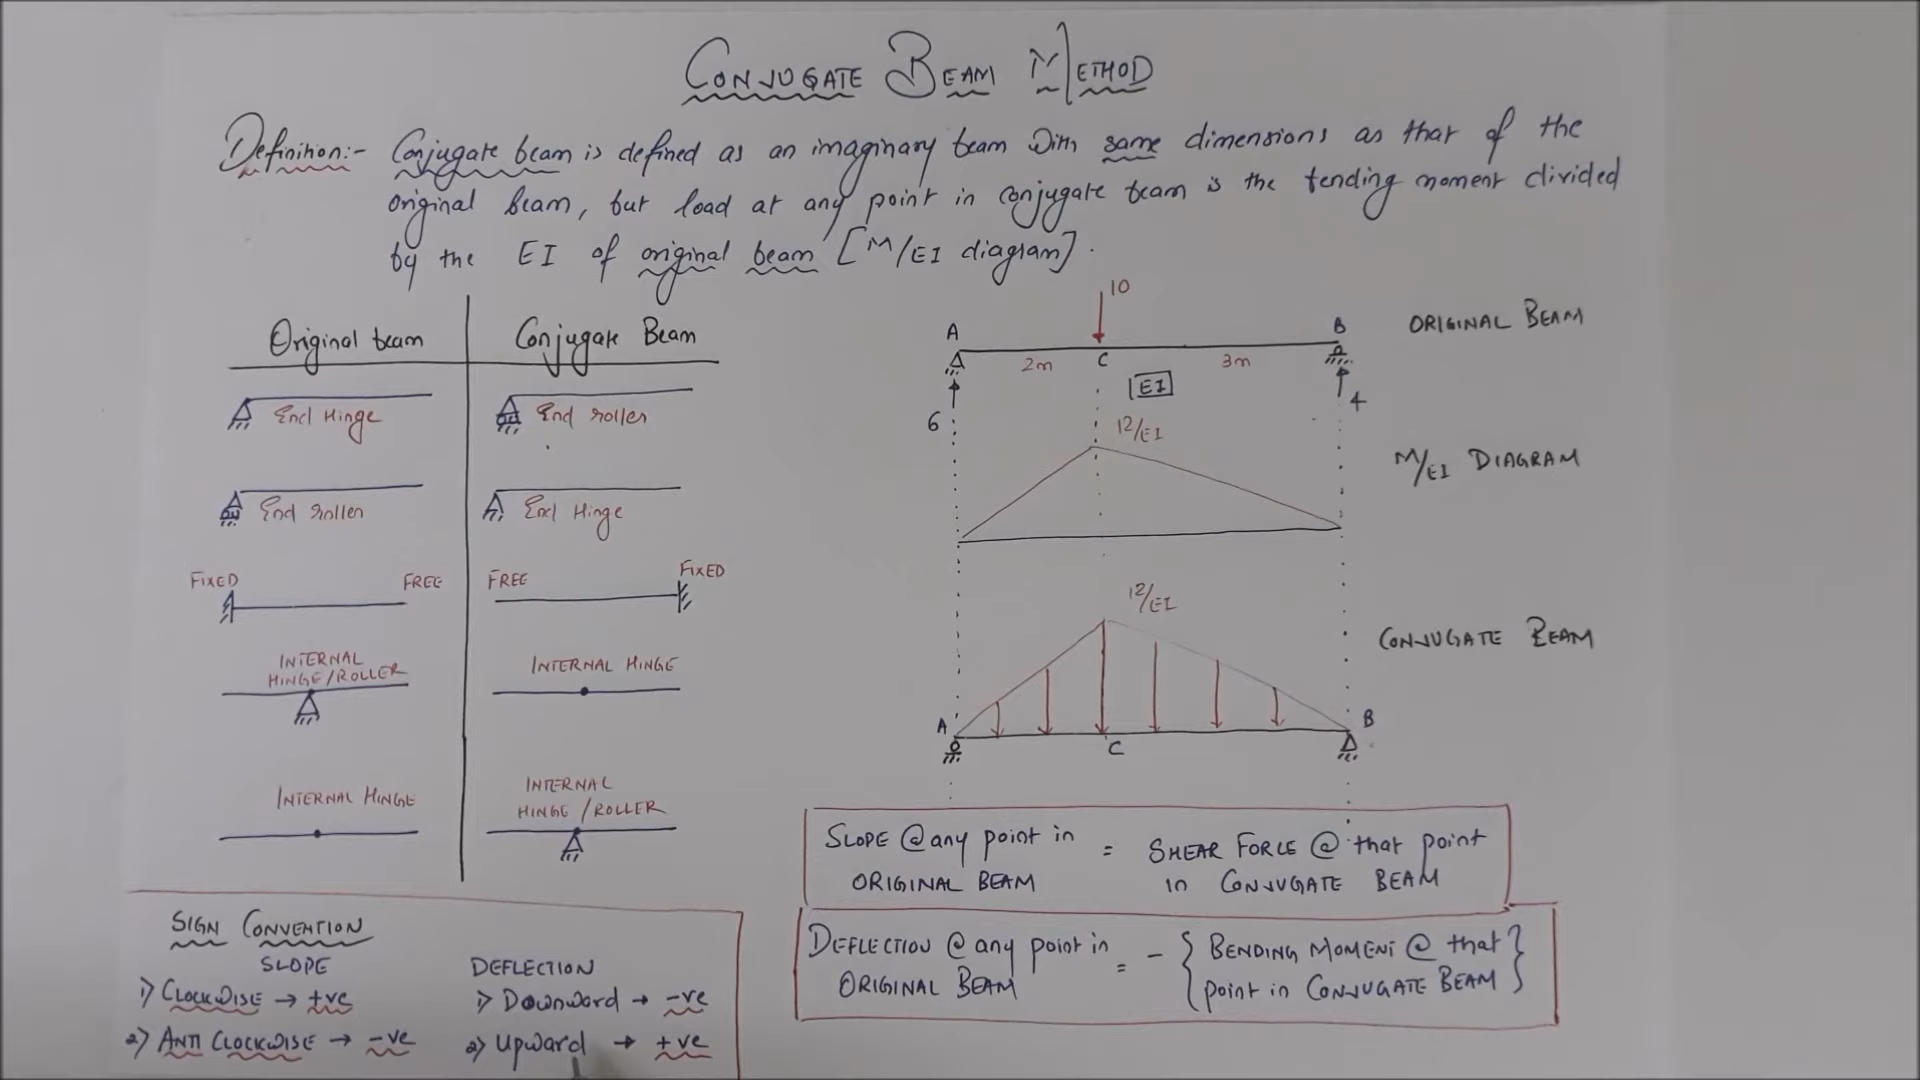 CONJUGATE BEAM METHOD
Definition:- Conjugate beam is defined as an imaginary beam With same dimensions as that of the
original beam, but load at any point in conjugate beam is the bending moment divided
by the EI of original beam [M/EI diagram].
Original beam
Conjugate Beam
End Hinge
End roller
End roller
End Hinge
FIXED
FREE
FREE
FIXED
INTERNAL
HINGE/ROLLER
INTERNAL HINGE
INTERNAL HINGE
INTERNAL
HINGE/ROLLER
10
A
B
ORIGINAL BEAM
2m
C
3m
EI
6
4
12/EI
M/EI DIAGRAM
12/EI
CONJUGATE BEAM
A
C
B
SLOPE @ any point in = SHEAR FORCE @ that point
ORIGINAL BEAM in CONJUGATE BEAM
DEFLECTION @ any point in = - { BENDING MOMENT @ that }
ORIGINAL BEAM point in CONJUGATE BEAM
SIGN CONVENTION
SLOPE
1) CLOCKWISE → +ve
2) ANTI CLOCKWISE → -ve
DEFLECTION
1) Downward → -ve
2) Upward → +ve